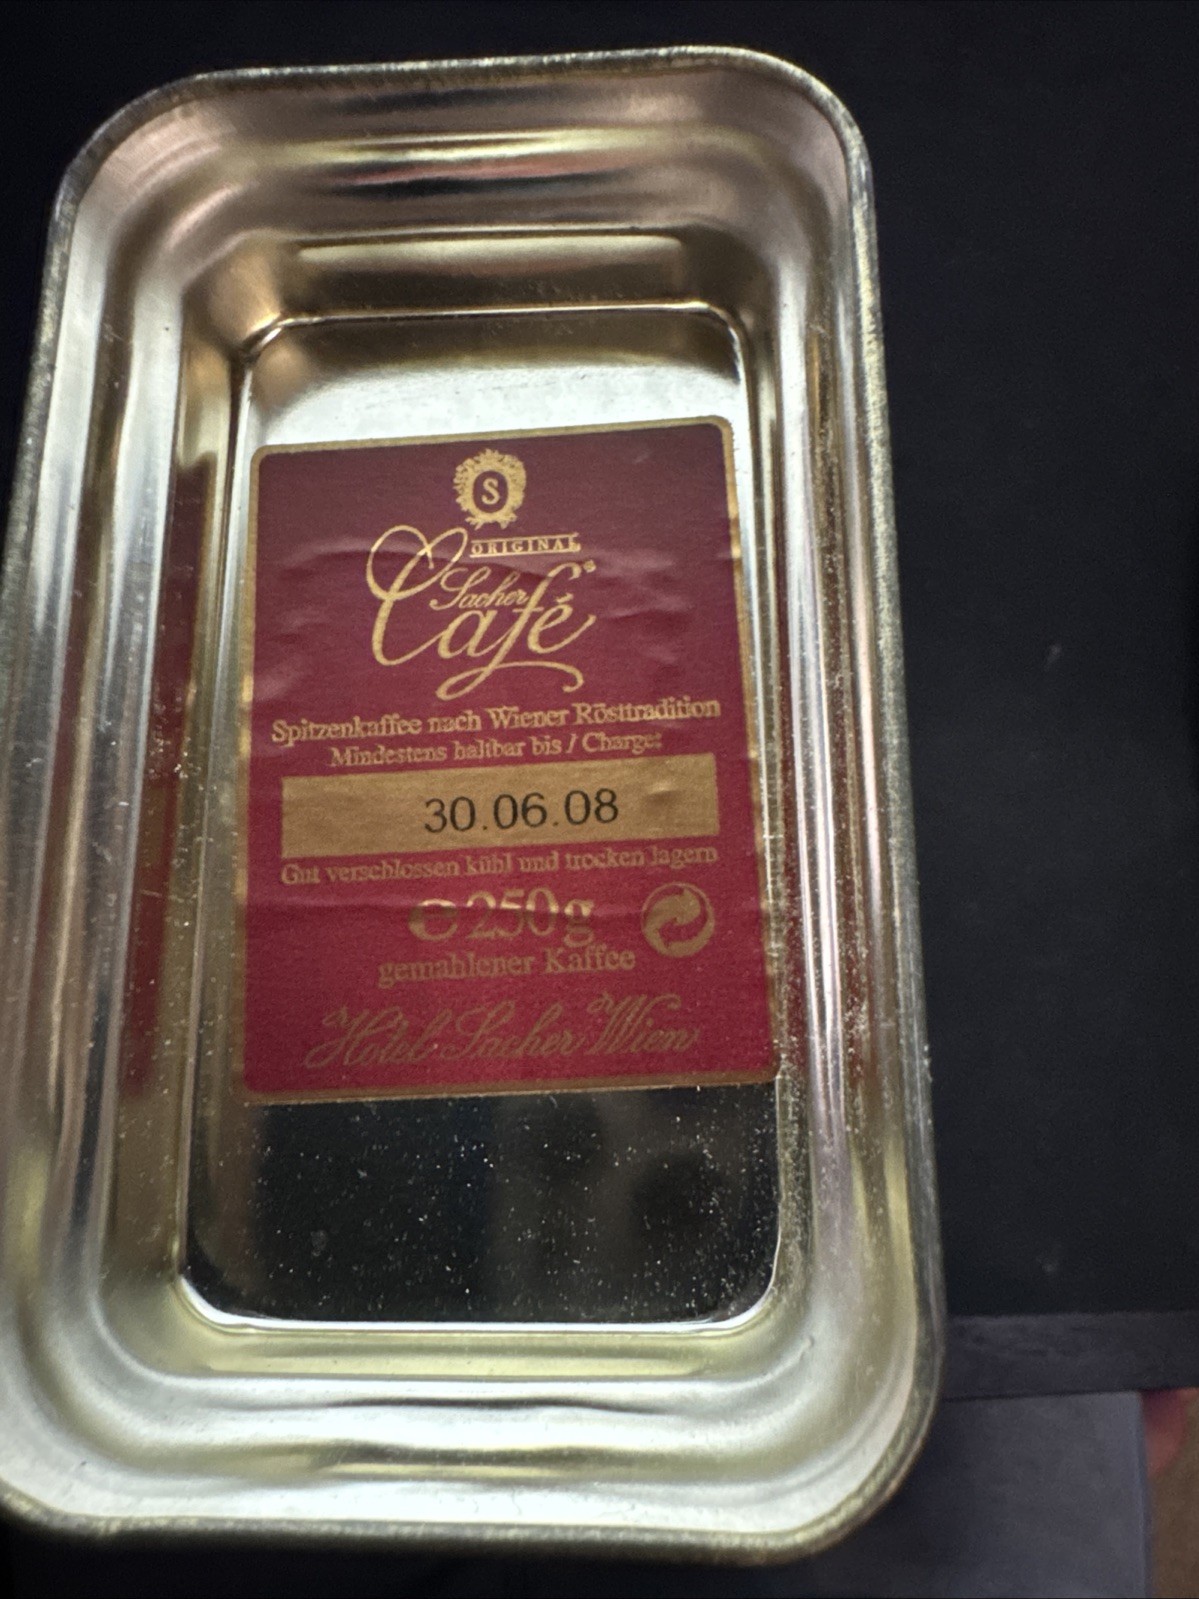 S
ORIGINAL
Sacher
Café
Spitzenkaffee nach Wiener Rösttradition
Mindestens haltbar bis / Charge:
30.06.08
Gut verschlossen kühl und trocken lagern
℮ 250 g
gemahlener Kaffee
Hotel Sacher Wien